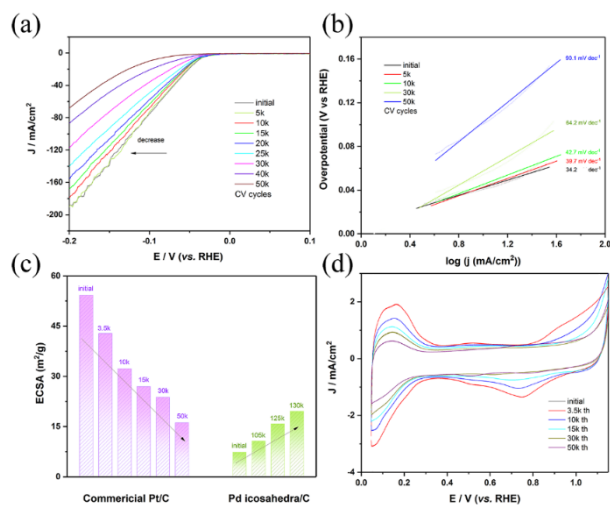 (a)
0
-40
-80
-120
-160
-200
-0.2
-0.1
0.0
0.1
J / mA/cm²
E / V (vs. RHE)
decrease
initial
5k
10k
15k
20k
25k
30k
40k
50k
CV cycles
(b)
0.16
0.12
0.08
0.04
0.00
0.0
0.4
0.8
1.2
1.6
2.0
Overpotential (V vs RHE)
log (j (mA/cm²))
initial
5k
10k
30k
50k
CV cycles
93.1 mV dec⁻¹
64.2 mV dec⁻¹
42.7 mV dec⁻¹
39.7 mV dec⁻¹
34.2 dec⁻¹
(c)
60
45
30
15
0
ECSA (m²/g)
initial
3.5k
10k
15k
30k
50k
initial
105k
125k
130k
Commericial Pt/C
Pd icosahedra/C
(d)
2
0
-2
-4
0.0
0.2
0.4
0.6
0.8
1.0
J / mA/cm²
E / V (vs. RHE)
initial
3.5k th
10k th
15k th
30k th
50k th